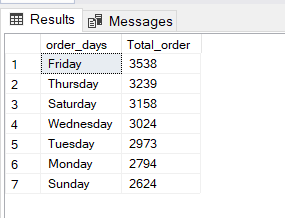 Results Messages
order_days Total_order
1 Friday 3538
2 Thursday 3239
3 Saturday 3158
4 Wednesday 3024
5 Tuesday 2973
6 Monday 2794
7 Sunday 2624